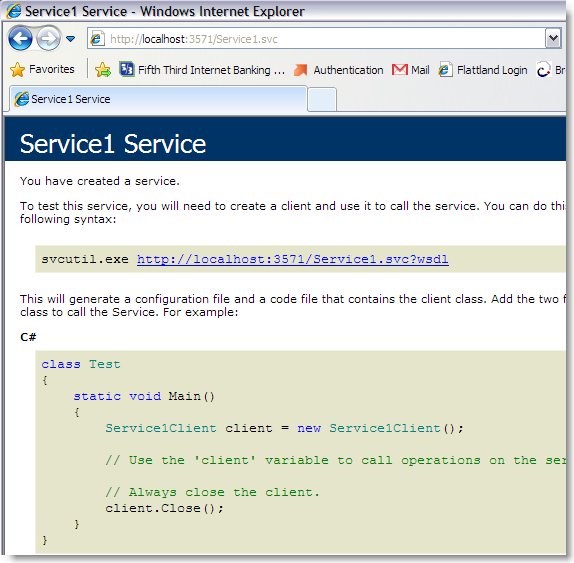 Service1 Service - Windows Internet Explorer
http://localhost:3571/Service1.svc
Favorites Fifth Third Internet Banking ... Authentication Mail Flattland Login Br
Service1 Service
Service1 Service
You have created a service.
To test this service, you will need to create a client and use it to call the service. You can do this
following syntax:
svcutil.exe http://localhost:3571/Service1.svc?wsdl
This will generate a configuration file and a code file that contains the client class. Add the two f
class to call the Service. For example:
C#
class Test
{
static void Main()
{
Service1Client client = new Service1Client();
// Use the 'client' variable to call operations on the ser
// Always close the client.
client.Close();
}
}